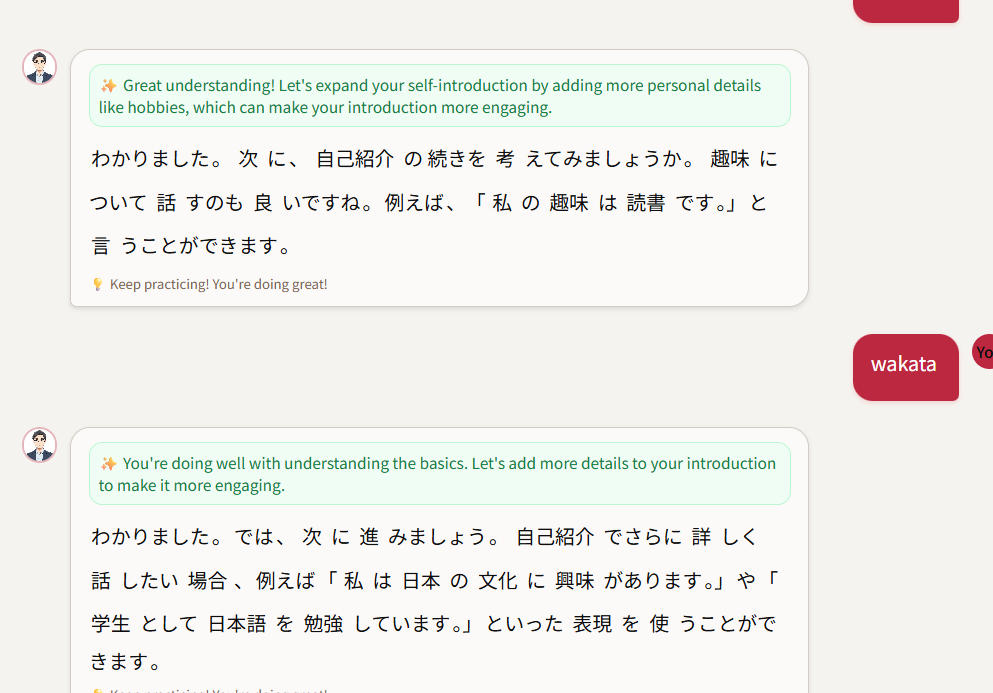 ✨ Great understanding! Let's expand your self-introduction by adding more personal details
like hobbies, which can make your introduction more engaging.
わかりました。 次 に、 自己紹介 の 続きを 考 えてみましょうか。 趣味 に
ついて 話 すのも 良 いですね。例えば、「 私 の 趣味 は 読書 です。」と
言 うことができます。
💡 Keep practicing! You're doing great!
wakata
Yo
✨ You're doing well with understanding the basics. Let's add more details to your introduction
to make it more engaging.
わかりました。では、 次 に 進 みましょう。 自己紹介 でさらに 詳 しく
話 したい 場合 、例えば「 私 は 日本 の 文化 に 興味 があります。」や「
学生 として 日本語 を 勉強 しています。」といった 表現 を 使 うことがで
きます。
💡 Keep practicing! You're doing great!